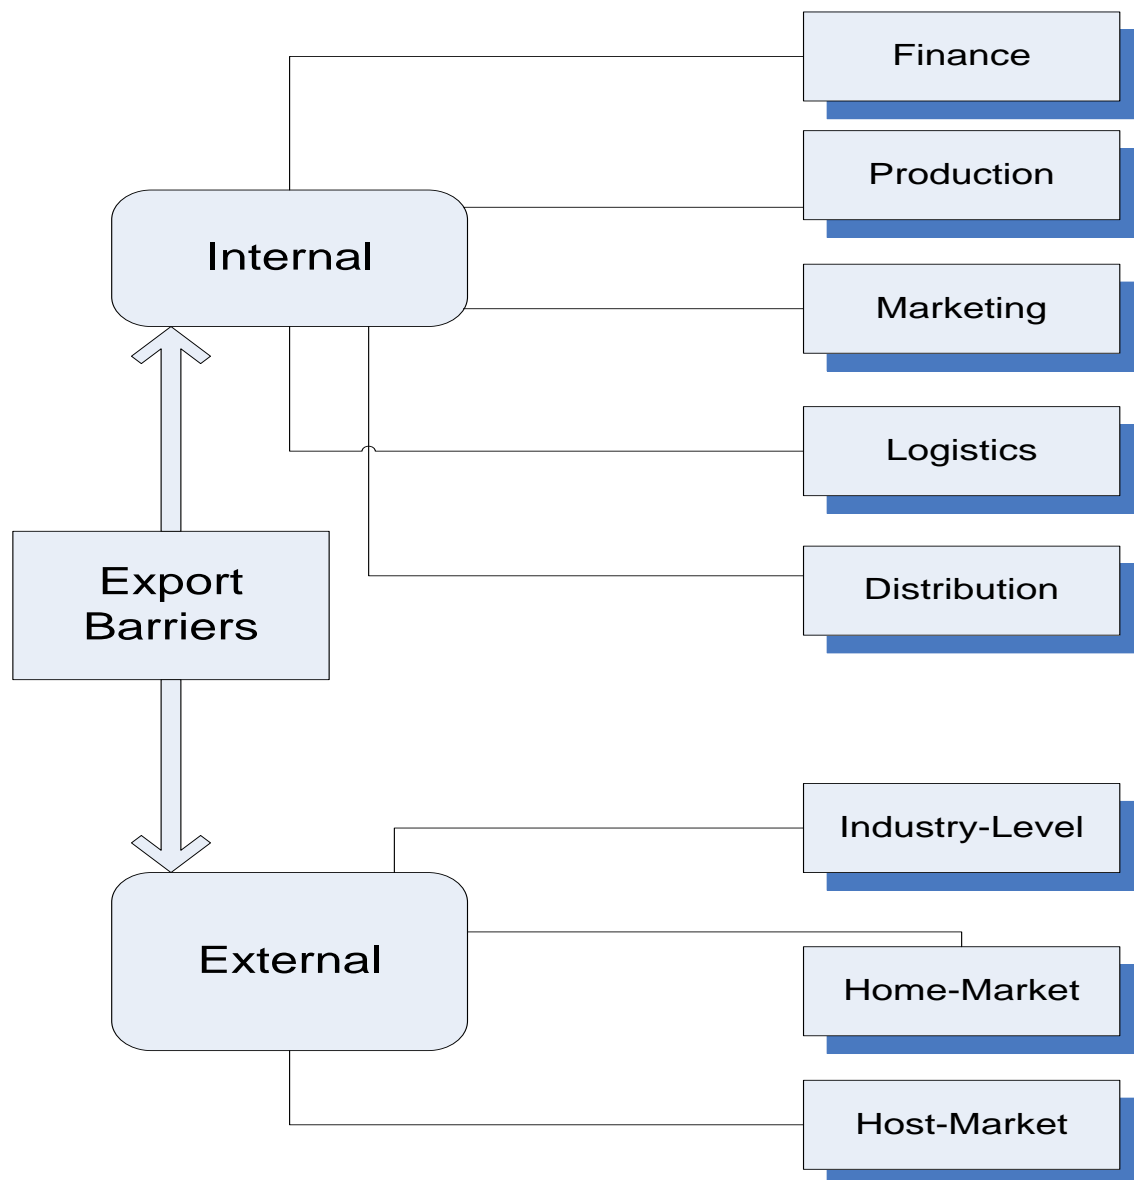 Finance
Production
Internal
Marketing
Logistics
Export
Barriers
Distribution
Industry-Level
External
Home-Market
Host-Market